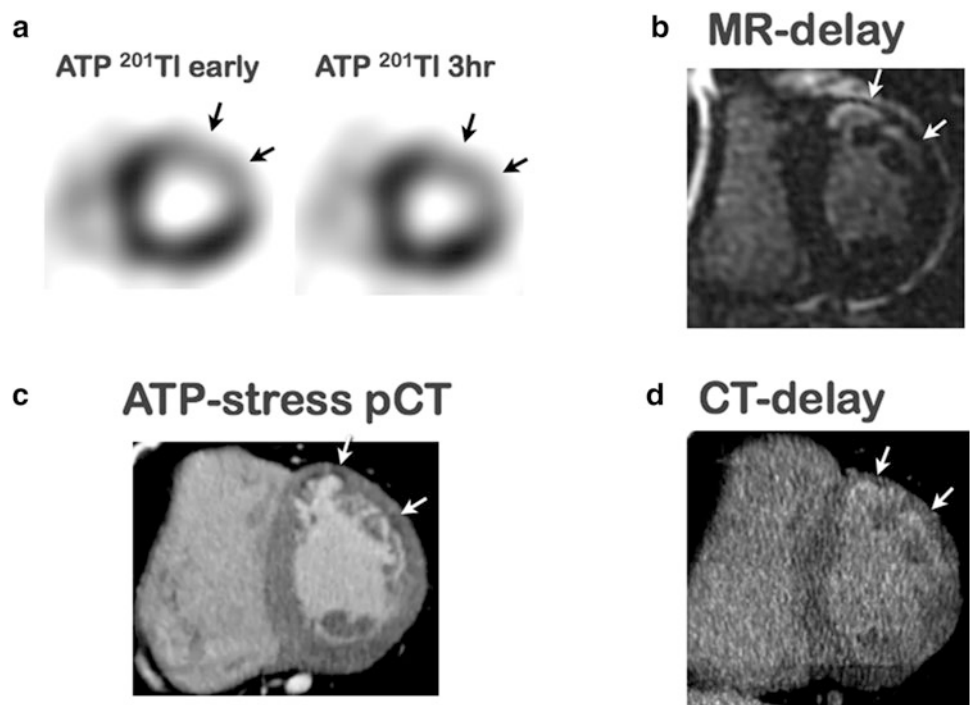 a
ATP ²⁰¹Tl early
ATP ²⁰¹Tl 3hr
b
MR-delay
c
ATP-stress pCT
d
CT-delay